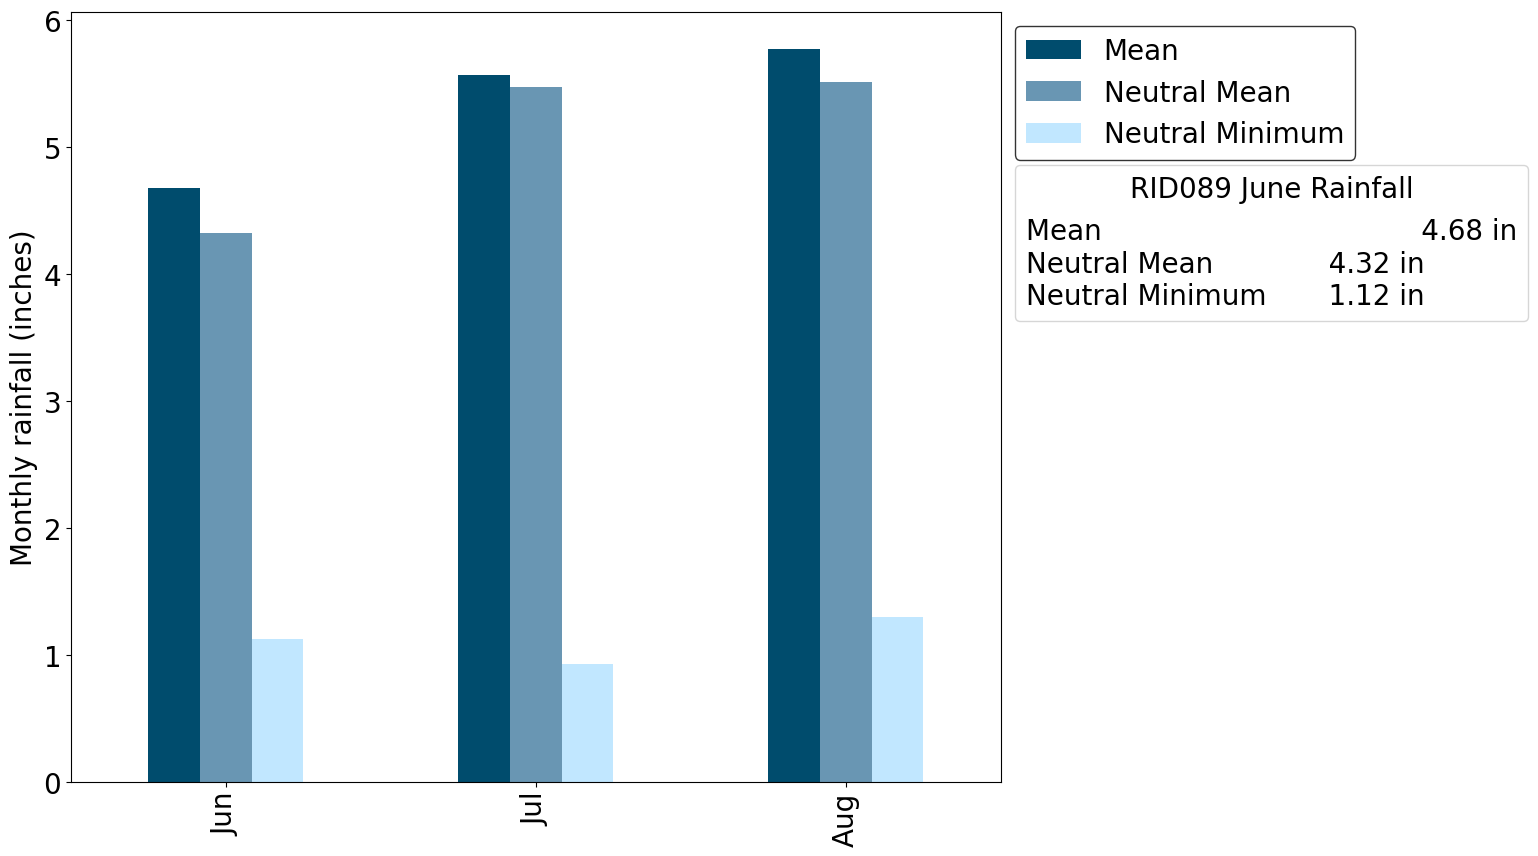 Monthly rainfall (inches)
6
5
4
3
2
1
0
Jun
Jul
Aug
Mean
Neutral Mean
Neutral Minimum
RID089 June Rainfall
Mean 4.68 in
Neutral Mean 4.32 in
Neutral Minimum 1.12 in